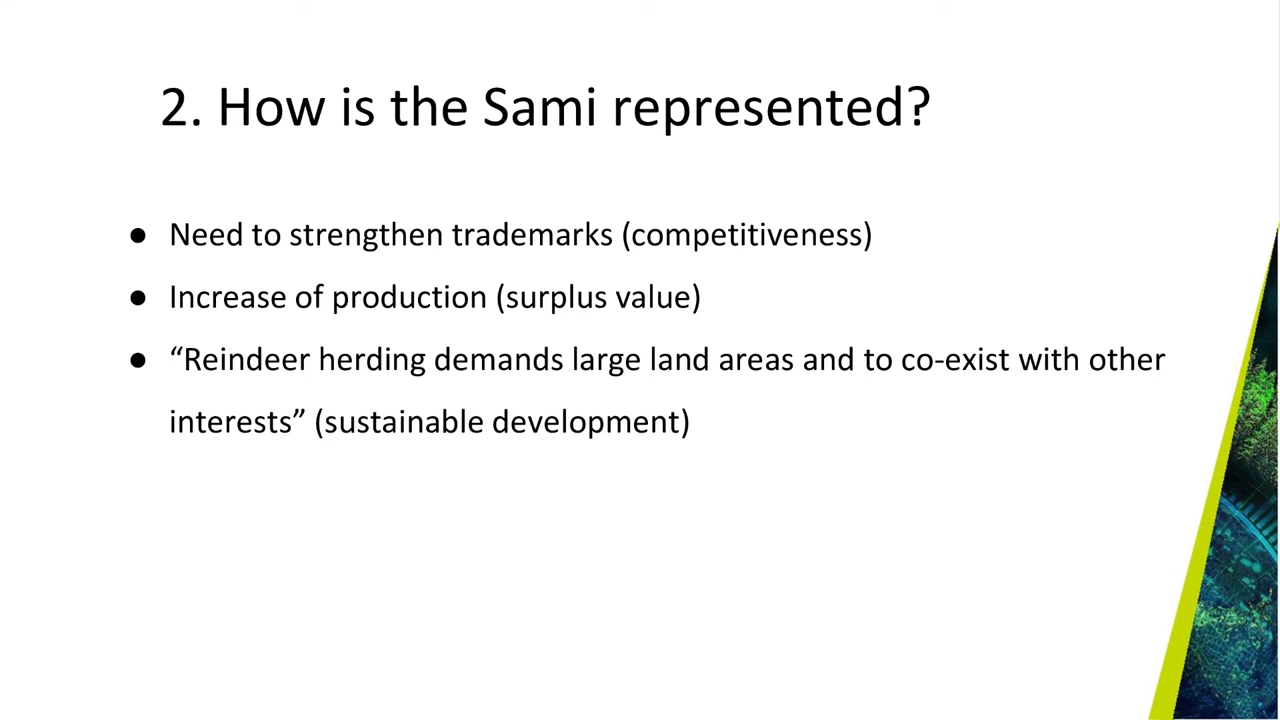 2. How is the Sami represented?
● Need to strengthen trademarks (competitiveness)
● Increase of production (surplus value)
● “Reindeer herding demands large land areas and to co-exist with other
interests” (sustainable development)